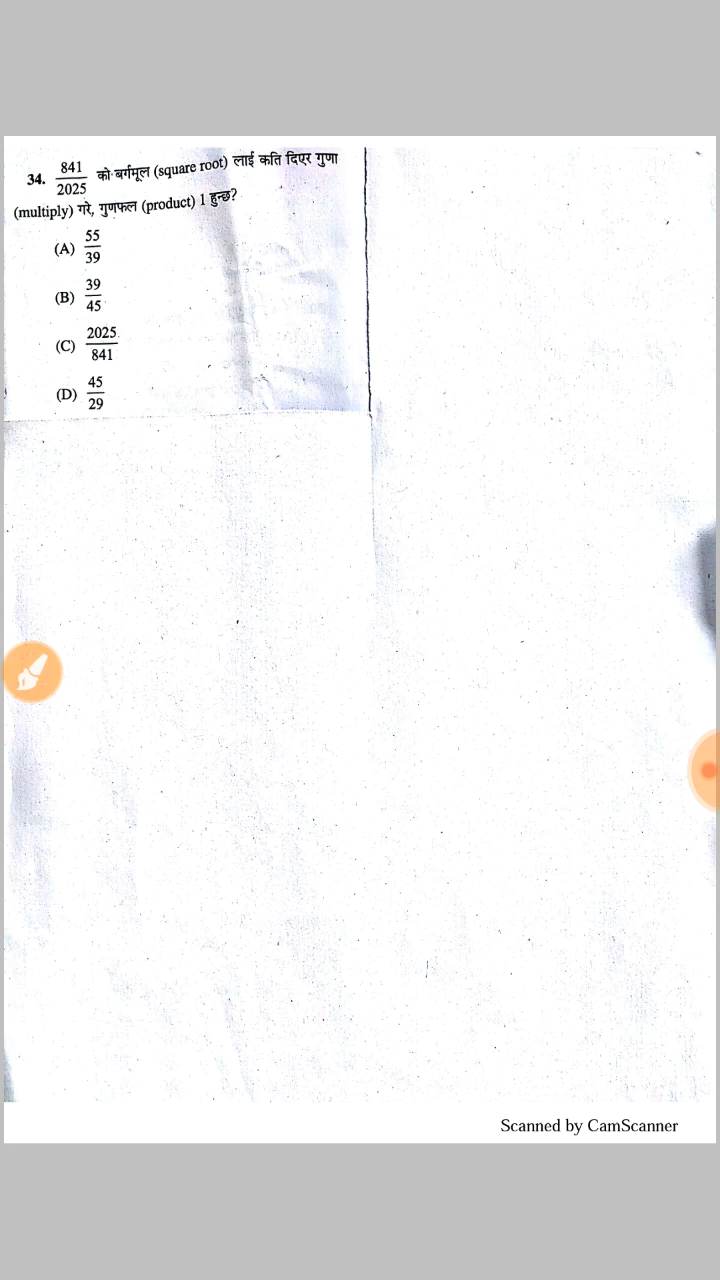 34. 841/2025 को बर्गमूल (square root) लाई कति दिएर गुणा
(multiply) गरे, गुणफल (product) 1 हुन्छ?
(A) 55/39
(B) 39/45
(C) 2025/841
(D) 45/29
Scanned by CamScanner